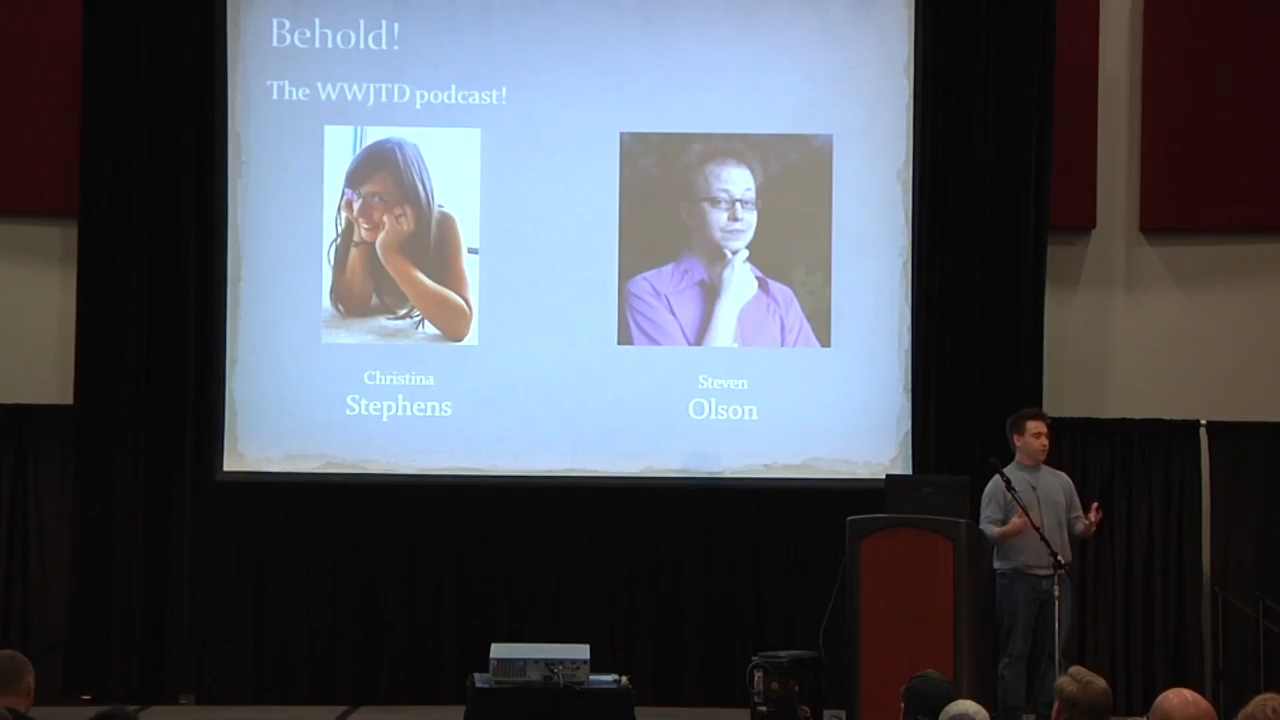 Behold!
The WWJTD podcast!
Christina
Stephens
Steven
Olson